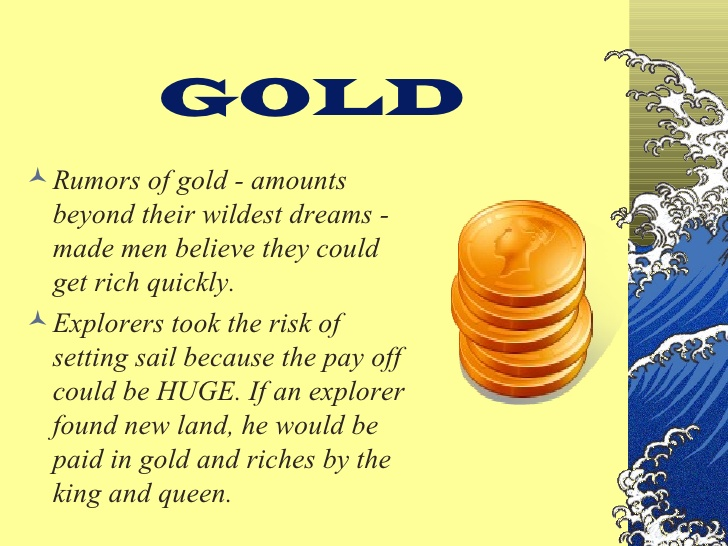 GOLD
Rumors of gold - amounts
beyond their wildest dreams -
made men believe they could
get rich quickly.
Explorers took the risk of
setting sail because the pay off
could be HUGE. If an explorer
found new land, he would be
paid in gold and riches by the
king and queen.